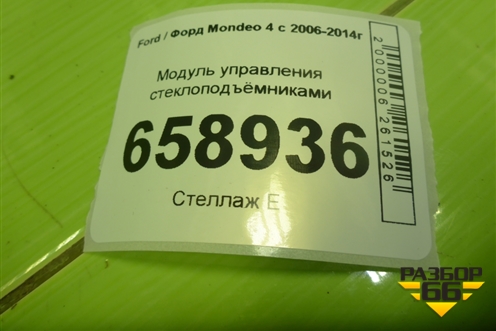 Ford / Форд Mondeo 4 с 2006-2014г
Модуль управления
стеклоподъёмниками
658936
Стеллаж Е
2000006261526
РАЗБОР
66